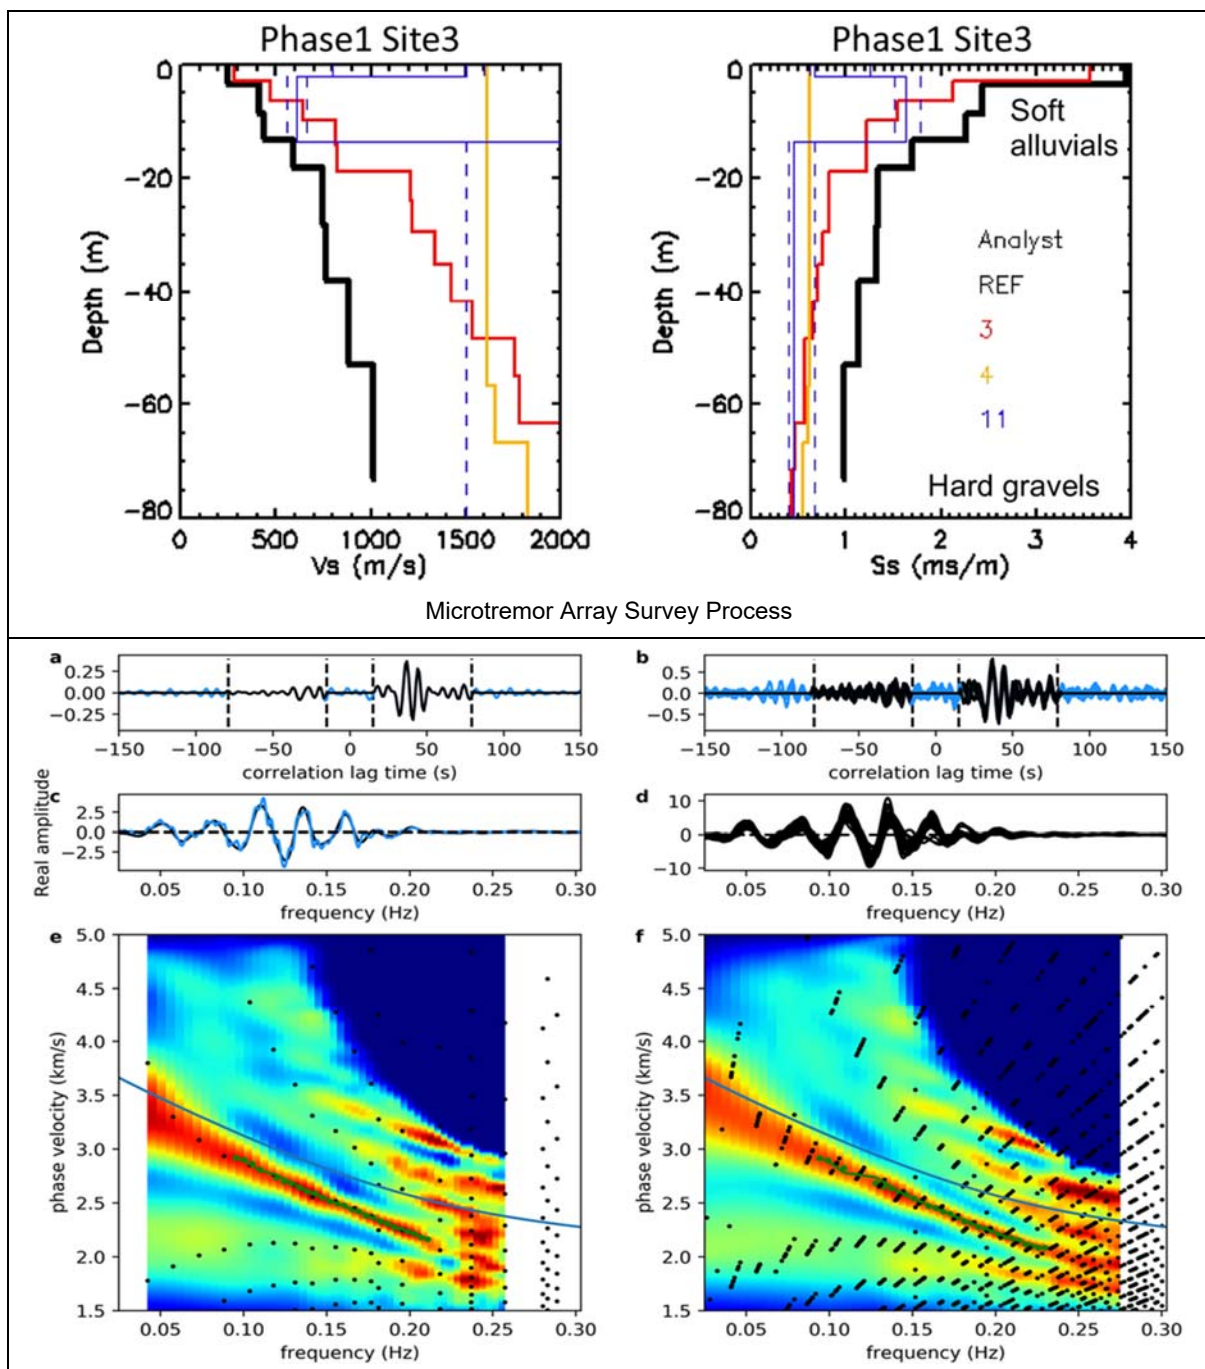 Phase1 Site3
Phase1 Site3
0
−20
−40
−60
−80
Depth (m)
0 500 1000 1500 2000
Vs (m/s)
0
−20
−40
−60
−80
Depth (m)
Soft
alluvials
Analyst
REF
3
4
11
Hard gravels
0 1 2 3 4
Ss (ms/m)
Microtremor Array Survey Process
a
0.25
0.00
−0.25
−150 −100 −50 0 50 100 150
correlation lag time (s)
b
0.5
0.0
−0.5
−150 −100 −50 0 50 100 150
correlation lag time (s)
c
Real amplitude
2.5
0.0
−2.5
0.05 0.10 0.15 0.20 0.25 0.30
frequency (Hz)
d
10
0
−10
0.05 0.10 0.15 0.20 0.25 0.30
frequency (Hz)
e
5.0
4.5
4.0
3.5
3.0
2.5
2.0
1.5
phase velocity (km/s)
0.05 0.10 0.15 0.20 0.25 0.30
frequency (Hz)
f
5.0
4.5
4.0
3.5
3.0
2.5
2.0
1.5
phase velocity (km/s)
0.05 0.10 0.15 0.20 0.25 0.30
frequency (Hz)